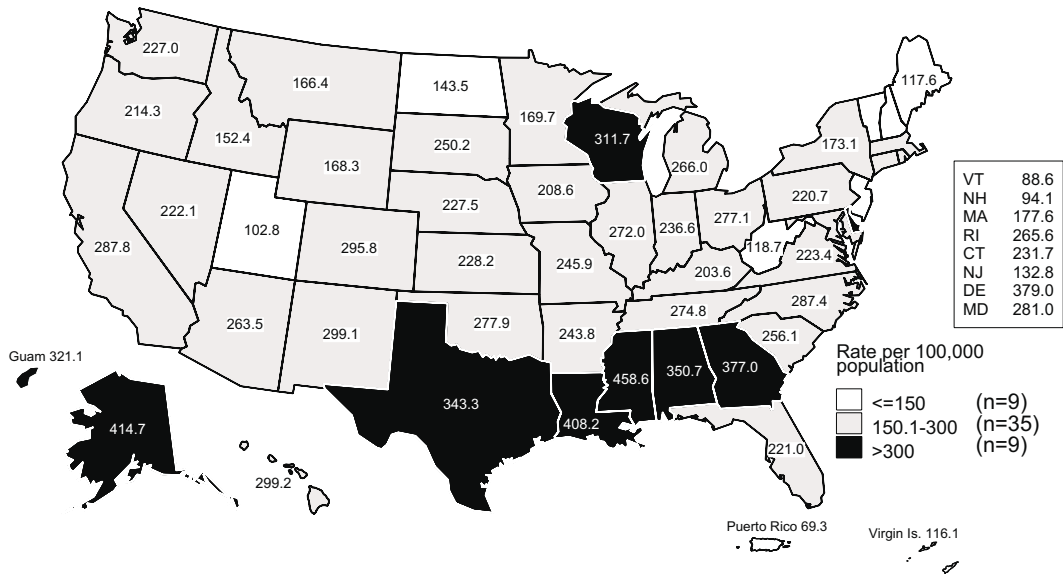 227.0
166.4
143.5
117.6
214.3
169.7
152.4
250.2
311.7
173.1
168.3
266.0
208.6
220.7
222.1
227.5
277.1
102.8
272.0
236.6
287.8
295.8
228.2
245.9
118.7
223.4
203.6
263.5
299.1
277.9
243.8
274.8
287.4
256.1
343.3
408.2
458.6
350.7
377.0
221.0
VT 88.6
NH 94.1
MA 177.6
RI 265.6
CT 231.7
NJ 132.8
DE 379.0
MD 281.0
Guam 321.1
414.7
299.2
Rate per 100,000
population
<=150 (n=9)
150.1-300 (n=35)
>300 (n=9)
Puerto Rico 69.3
Virgin Is. 116.1